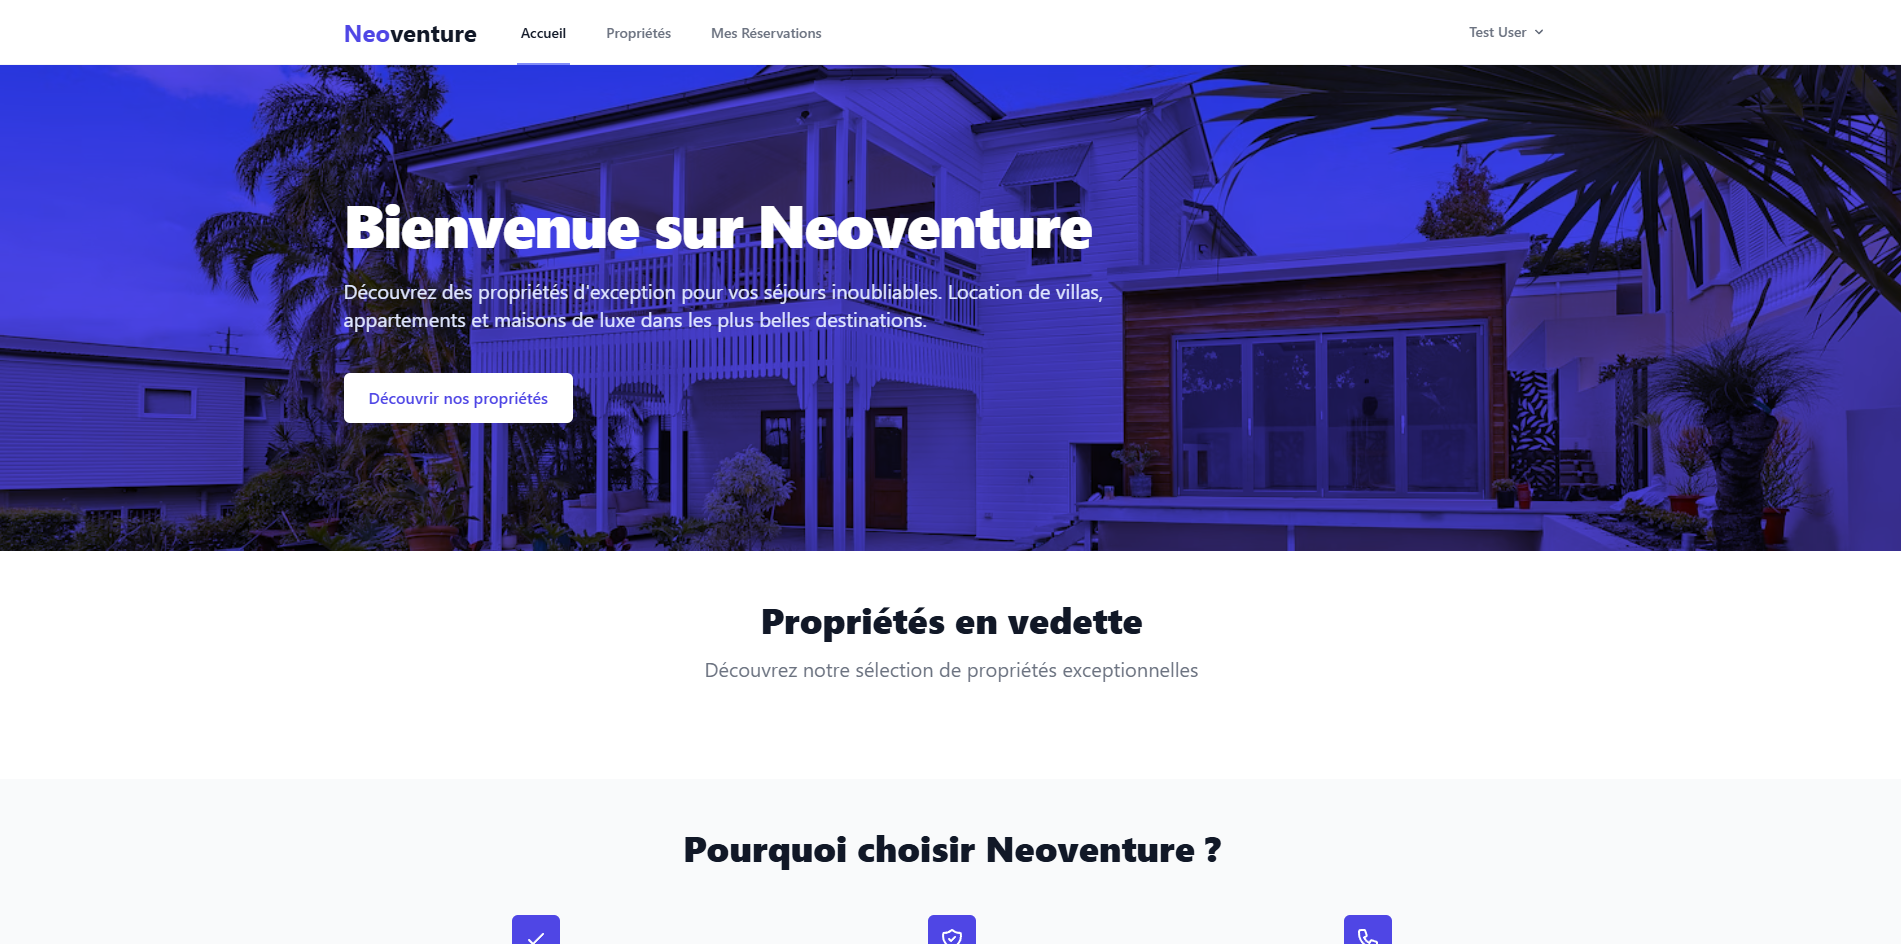 Neoventure
Accueil
Propriétés
Mes Réservations
Test User
Bienvenue sur Neoventure
Découvrez des propriétés d'exception pour vos séjours inoubliables. Location de villas,
appartements et maisons de luxe dans les plus belles destinations.
Découvrir nos propriétés
Propriétés en vedette
Découvrez notre sélection de propriétés exceptionnelles
Pourquoi choisir Neoventure ?